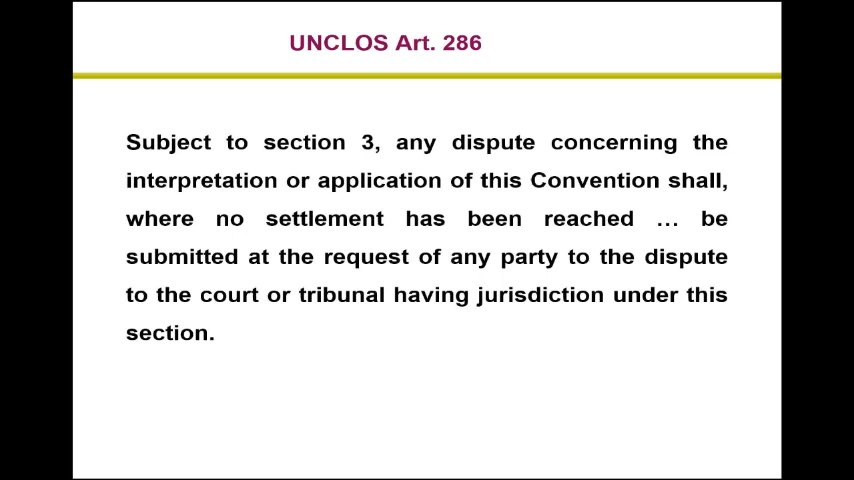 UNCLOS Art. 286
Subject to section 3, any dispute concerning the
interpretation or application of this Convention shall,
where no settlement has been reached … be
submitted at the request of any party to the dispute
to the court or tribunal having jurisdiction under this
section.